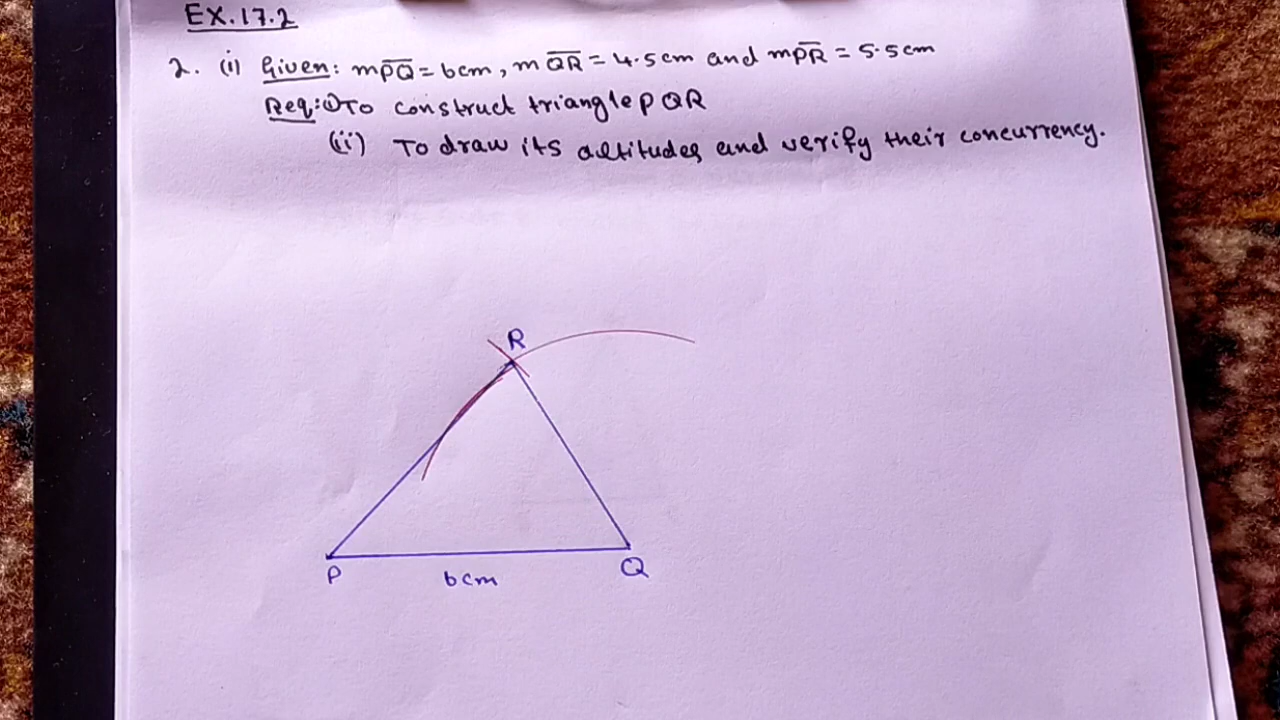 EX.17.2
2. (i) Given: mPQ = 6cm, m QR = 4.5cm and mPR = 5.5cm
Req:(i) To construct triangle PQR
(ii) To draw its altitudes and verify their concurrency.
R
P
Q
6cm